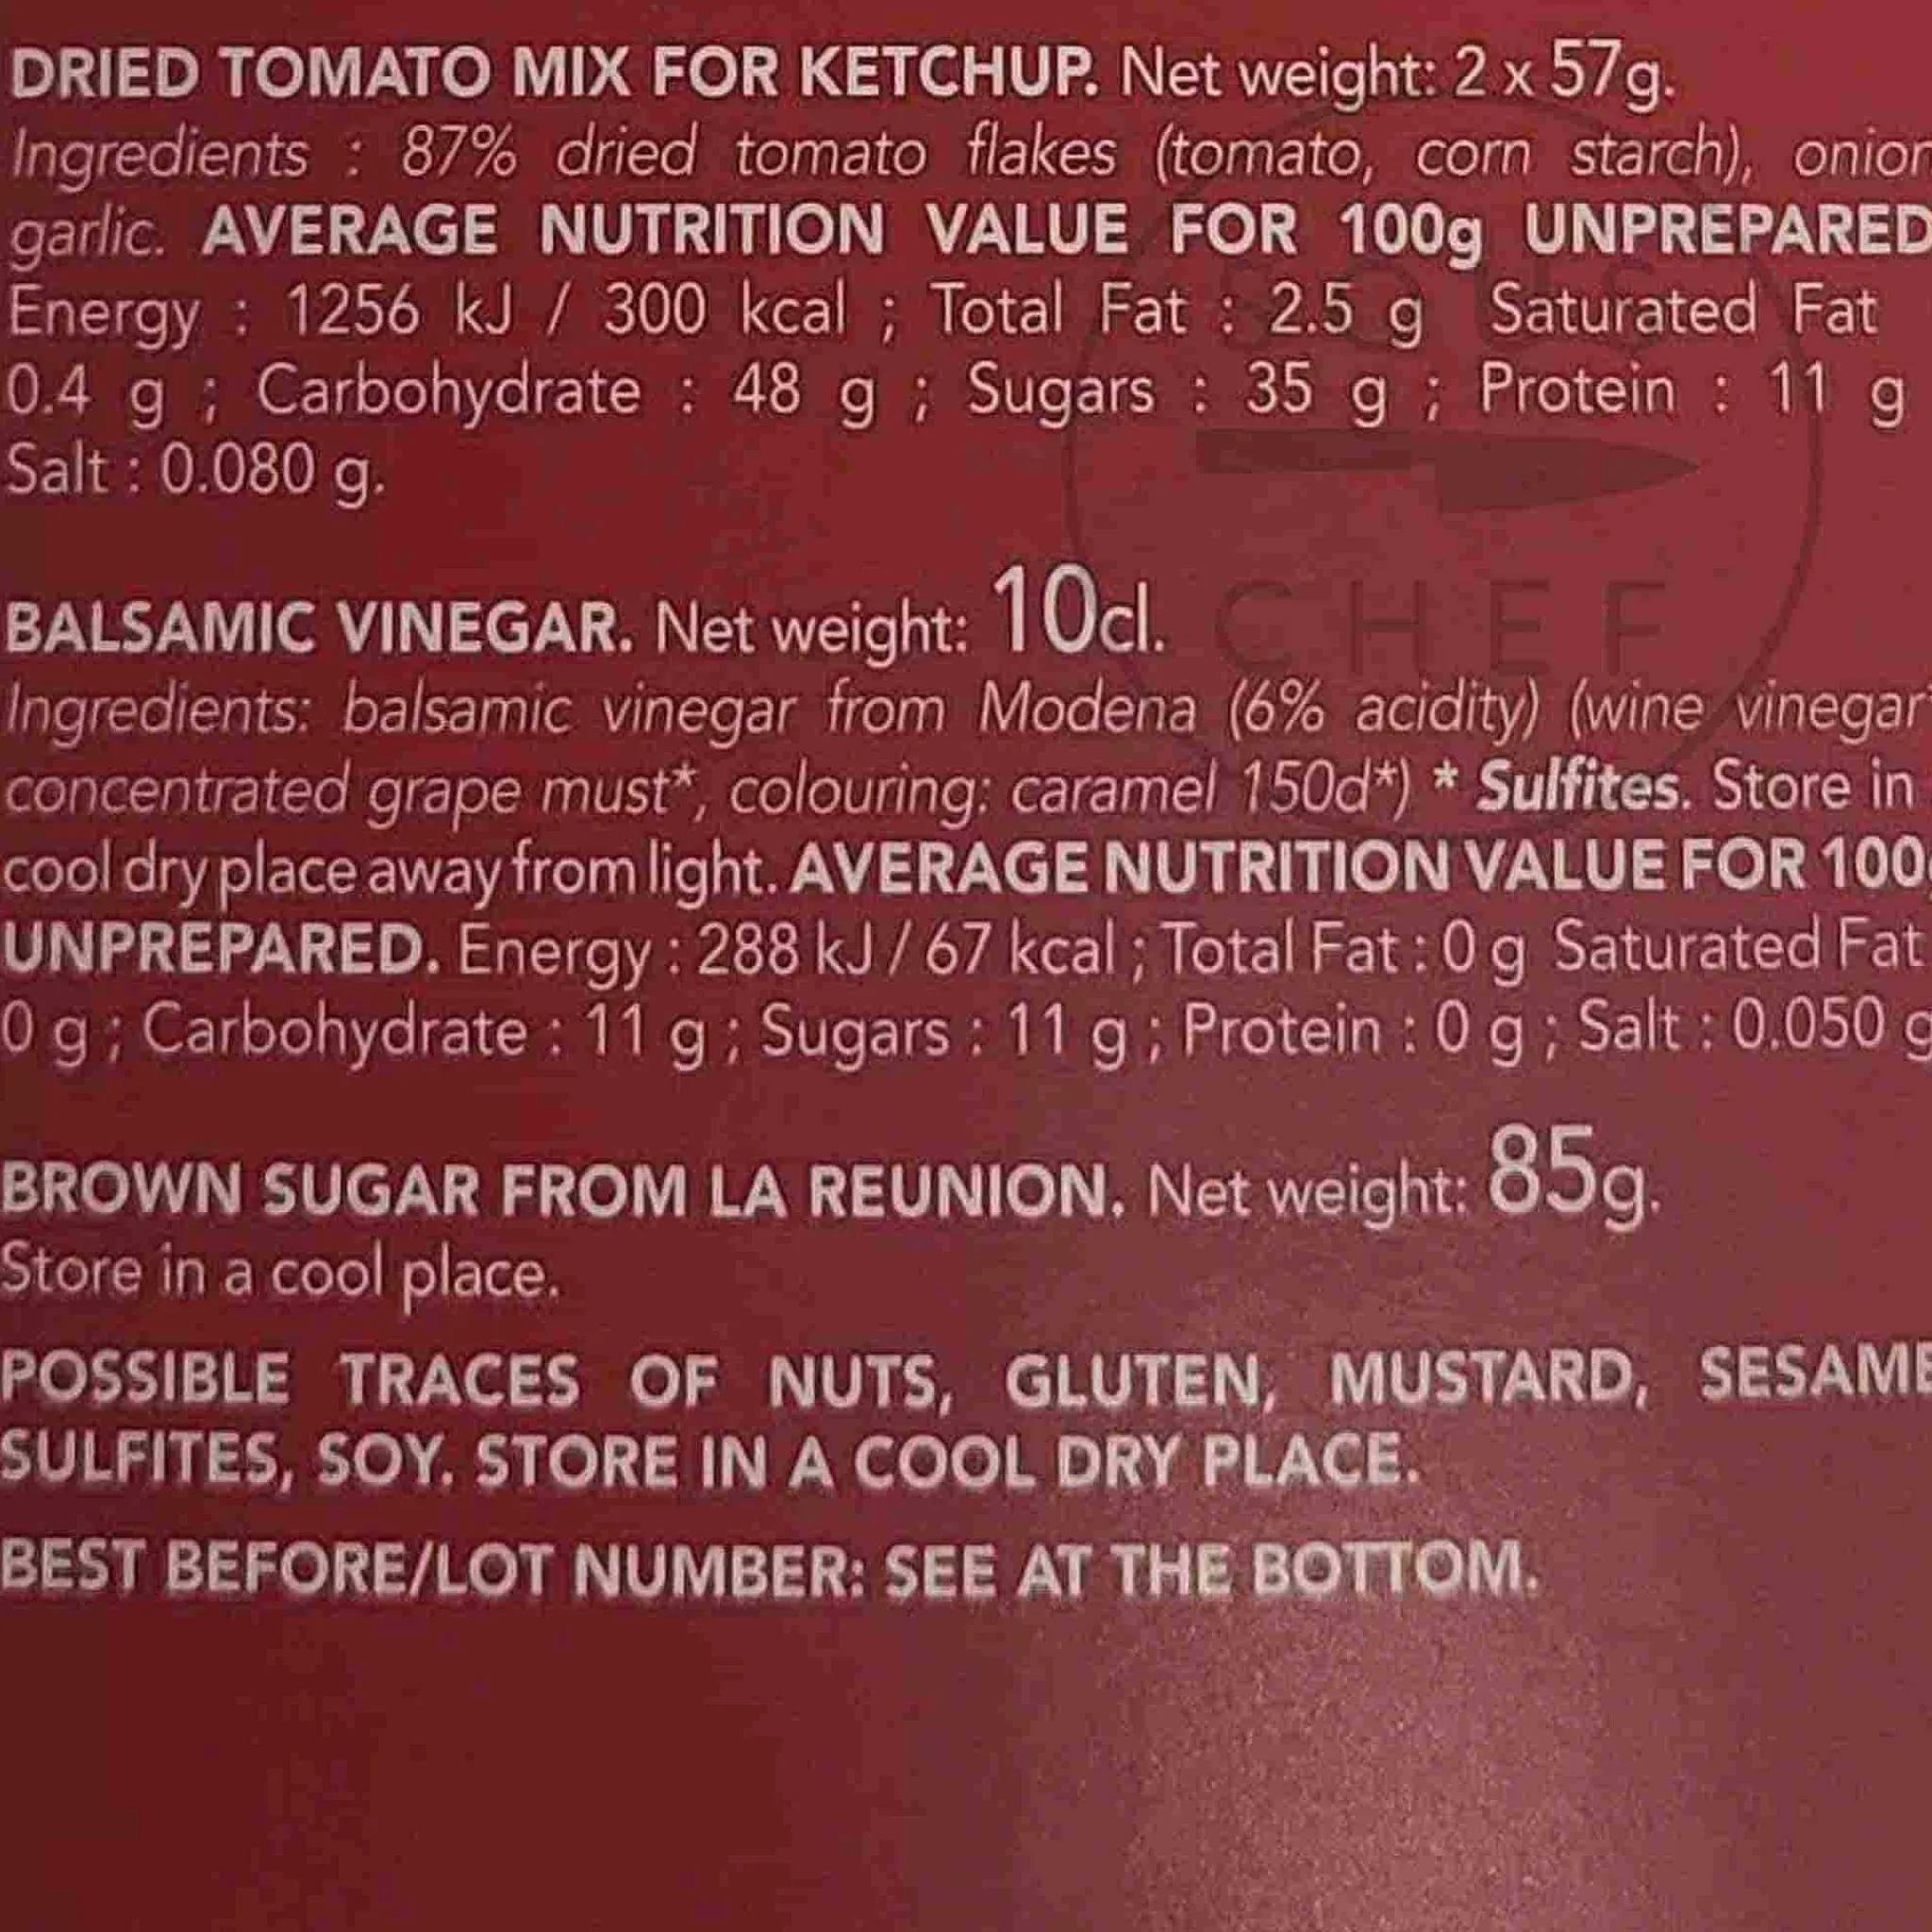 DRIED TOMATO MIX FOR KETCHUP. Net weight: 2 x 57g.
Ingredients : 87% dried tomato flakes (tomato, corn starch), onion
garlic. AVERAGE NUTRITION VALUE FOR 100g UNPREPARED
Energy : 1256 kJ / 300 kcal ; Total Fat : 2.5 g Saturated Fat
0.4 g ; Carbohydrate : 48 g ; Sugars : 35 g ; Protein : 11 g
Salt : 0.080 g.
SOUS
CHEF
BALSAMIC VINEGAR. Net weight: 10cl.
Ingredients: balsamic vinegar from Modena (6% acidity) (wine vinegar*
concentrated grape must*, colouring: caramel 150d*) * Sulfites. Store in
cool dry place away from light. AVERAGE NUTRITION VALUE FOR 100g
UNPREPARED. Energy : 288 kJ / 67 kcal ; Total Fat : 0 g Saturated Fat
0 g ; Carbohydrate : 11 g ; Sugars : 11 g ; Protein : 0 g ; Salt : 0.050 g
BROWN SUGAR FROM LA REUNION. Net weight: 85g.
Store in a cool place.
POSSIBLE TRACES OF NUTS, GLUTEN, MUSTARD, SESAME
SULFITES, SOY. STORE IN A COOL DRY PLACE.
BEST BEFORE/LOT NUMBER: SEE AT THE BOTTOM.